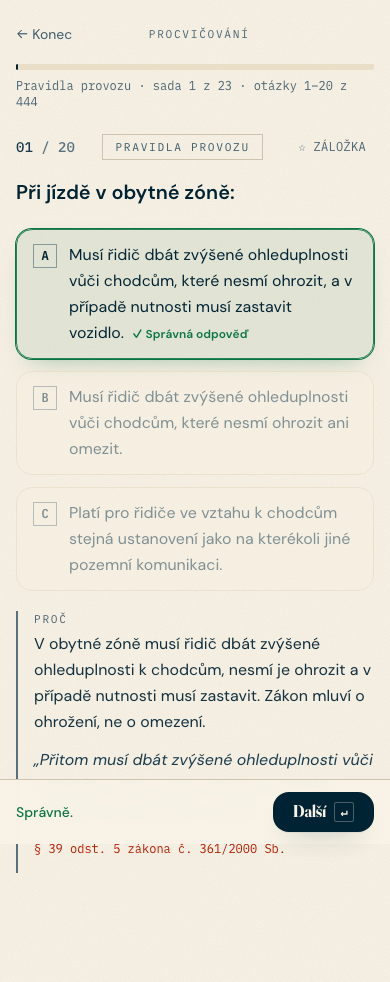 ← Konec
PROCVIČOVÁNÍ
Pravidla provozu · sada 1 z 23 · otázky 1–20 z
444
01 / 20
PRAVIDLA PROVOZU
☆ ZÁLOŽKA
Při jízdě v obytné zóně:
A
Musí řidič dbát zvýšené ohleduplnosti
vůči chodcům, které nesmí ohrozit, a v
případě nutnosti musí zastavit
vozidlo. ✓ Správná odpověď
B
Musí řidič dbát zvýšené ohleduplnosti
vůči chodcům, které nesmí ohrozit ani
omezit.
C
Platí pro řidiče ve vztahu k chodcům
stejná ustanovení jako na kterékoli jiné
pozemní komunikaci.
PROČ
V obytné zóně musí řidič dbát zvýšené
ohleduplnosti k chodcům, nesmí je ohrozit a v
případě nutnosti musí zastavit. Zákon mluví o
ohrožení, ne o omezení.
„Přitom musí dbát zvýšené ohleduplnosti vůči
Správně.
Další ↵
§ 39 odst. 5 zákona č. 361/2000 Sb.